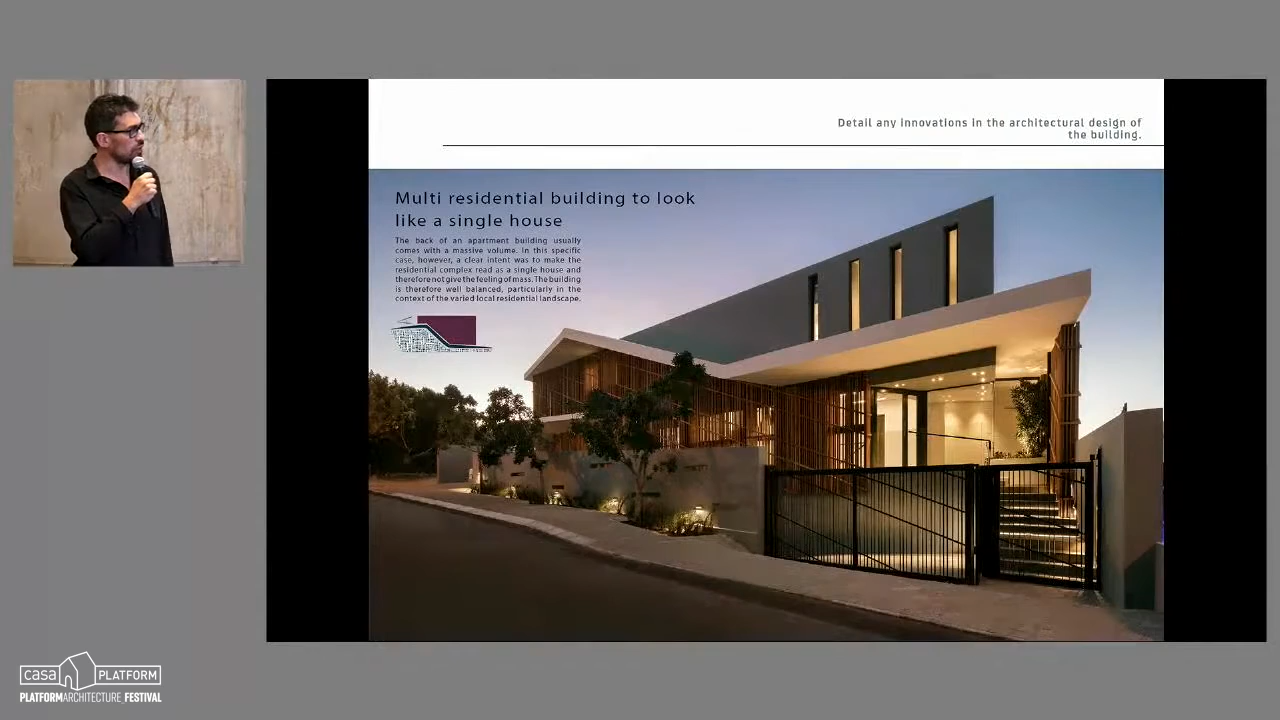 Detail any innovations in the architectural design of
the building.
Multi residential building to look
like a single house
The back of an apartment building usually
comes with a massive volume. In this specific
case, however, a clear intent was to make the
residential complex read as a single house and
therefore not give the feeling of mass. The building
is therefore well balanced, particularly in the
context of the varied local residential landscape.
casa PLATFORM
PLATFORMARCHITECTURE_FESTIVAL